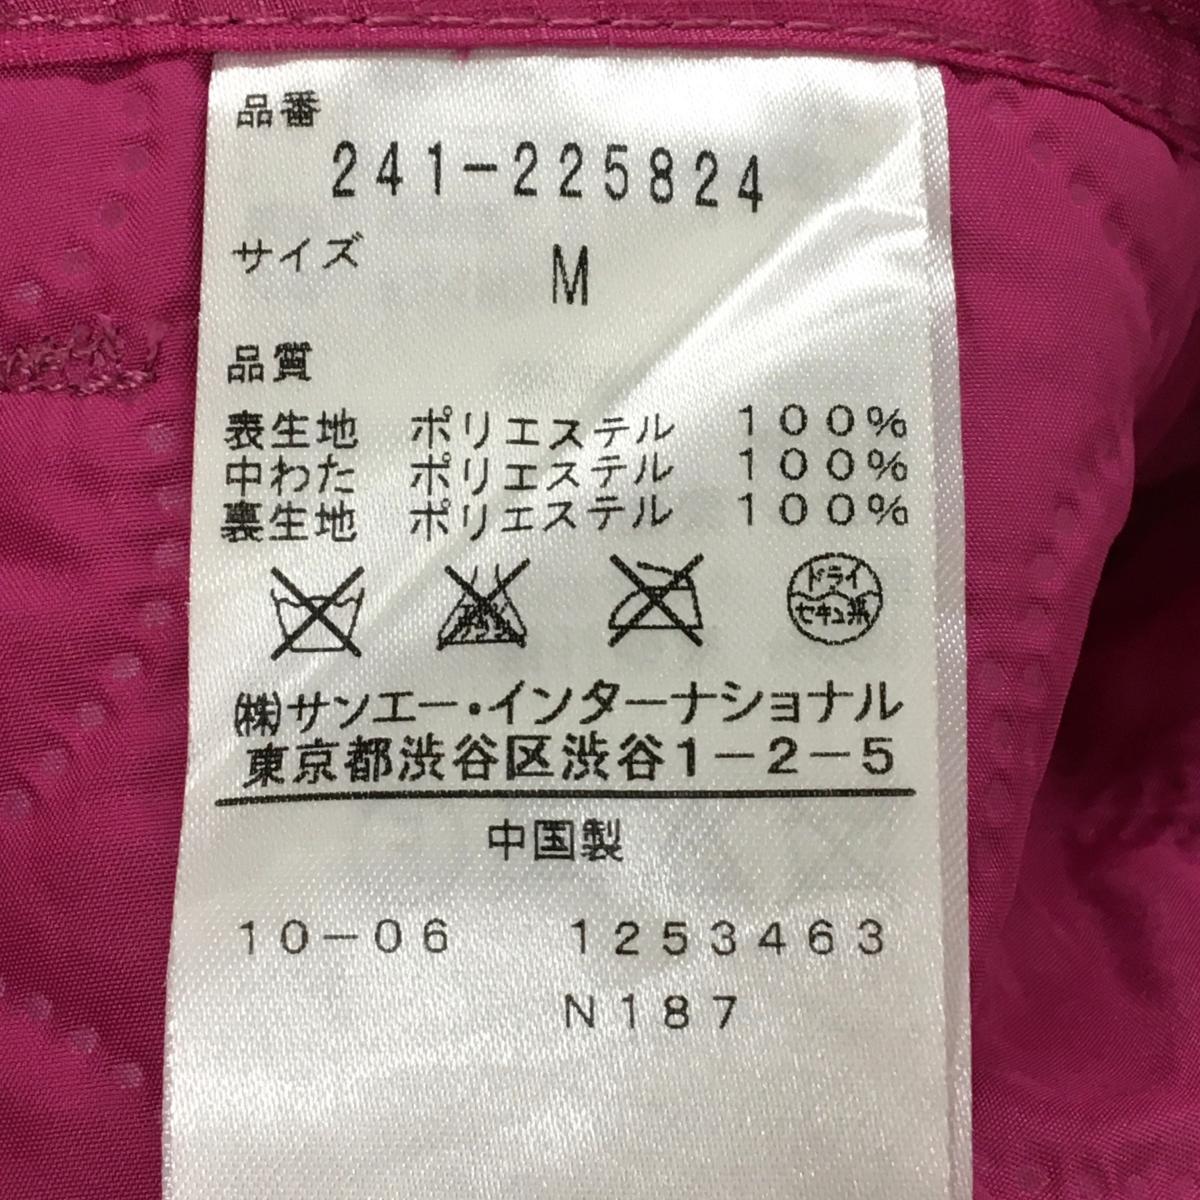 品番
241-225824
サイズ
M
品質
表生地 ポリエステル 100%
中わた ポリエステル 100%
裏生地 ポリエステル 100%
ドライ
セキユ系
㈱サンエー・インターナショナル
東京都渋谷区渋谷1-2-5
中国製
10-06 1253463
N187